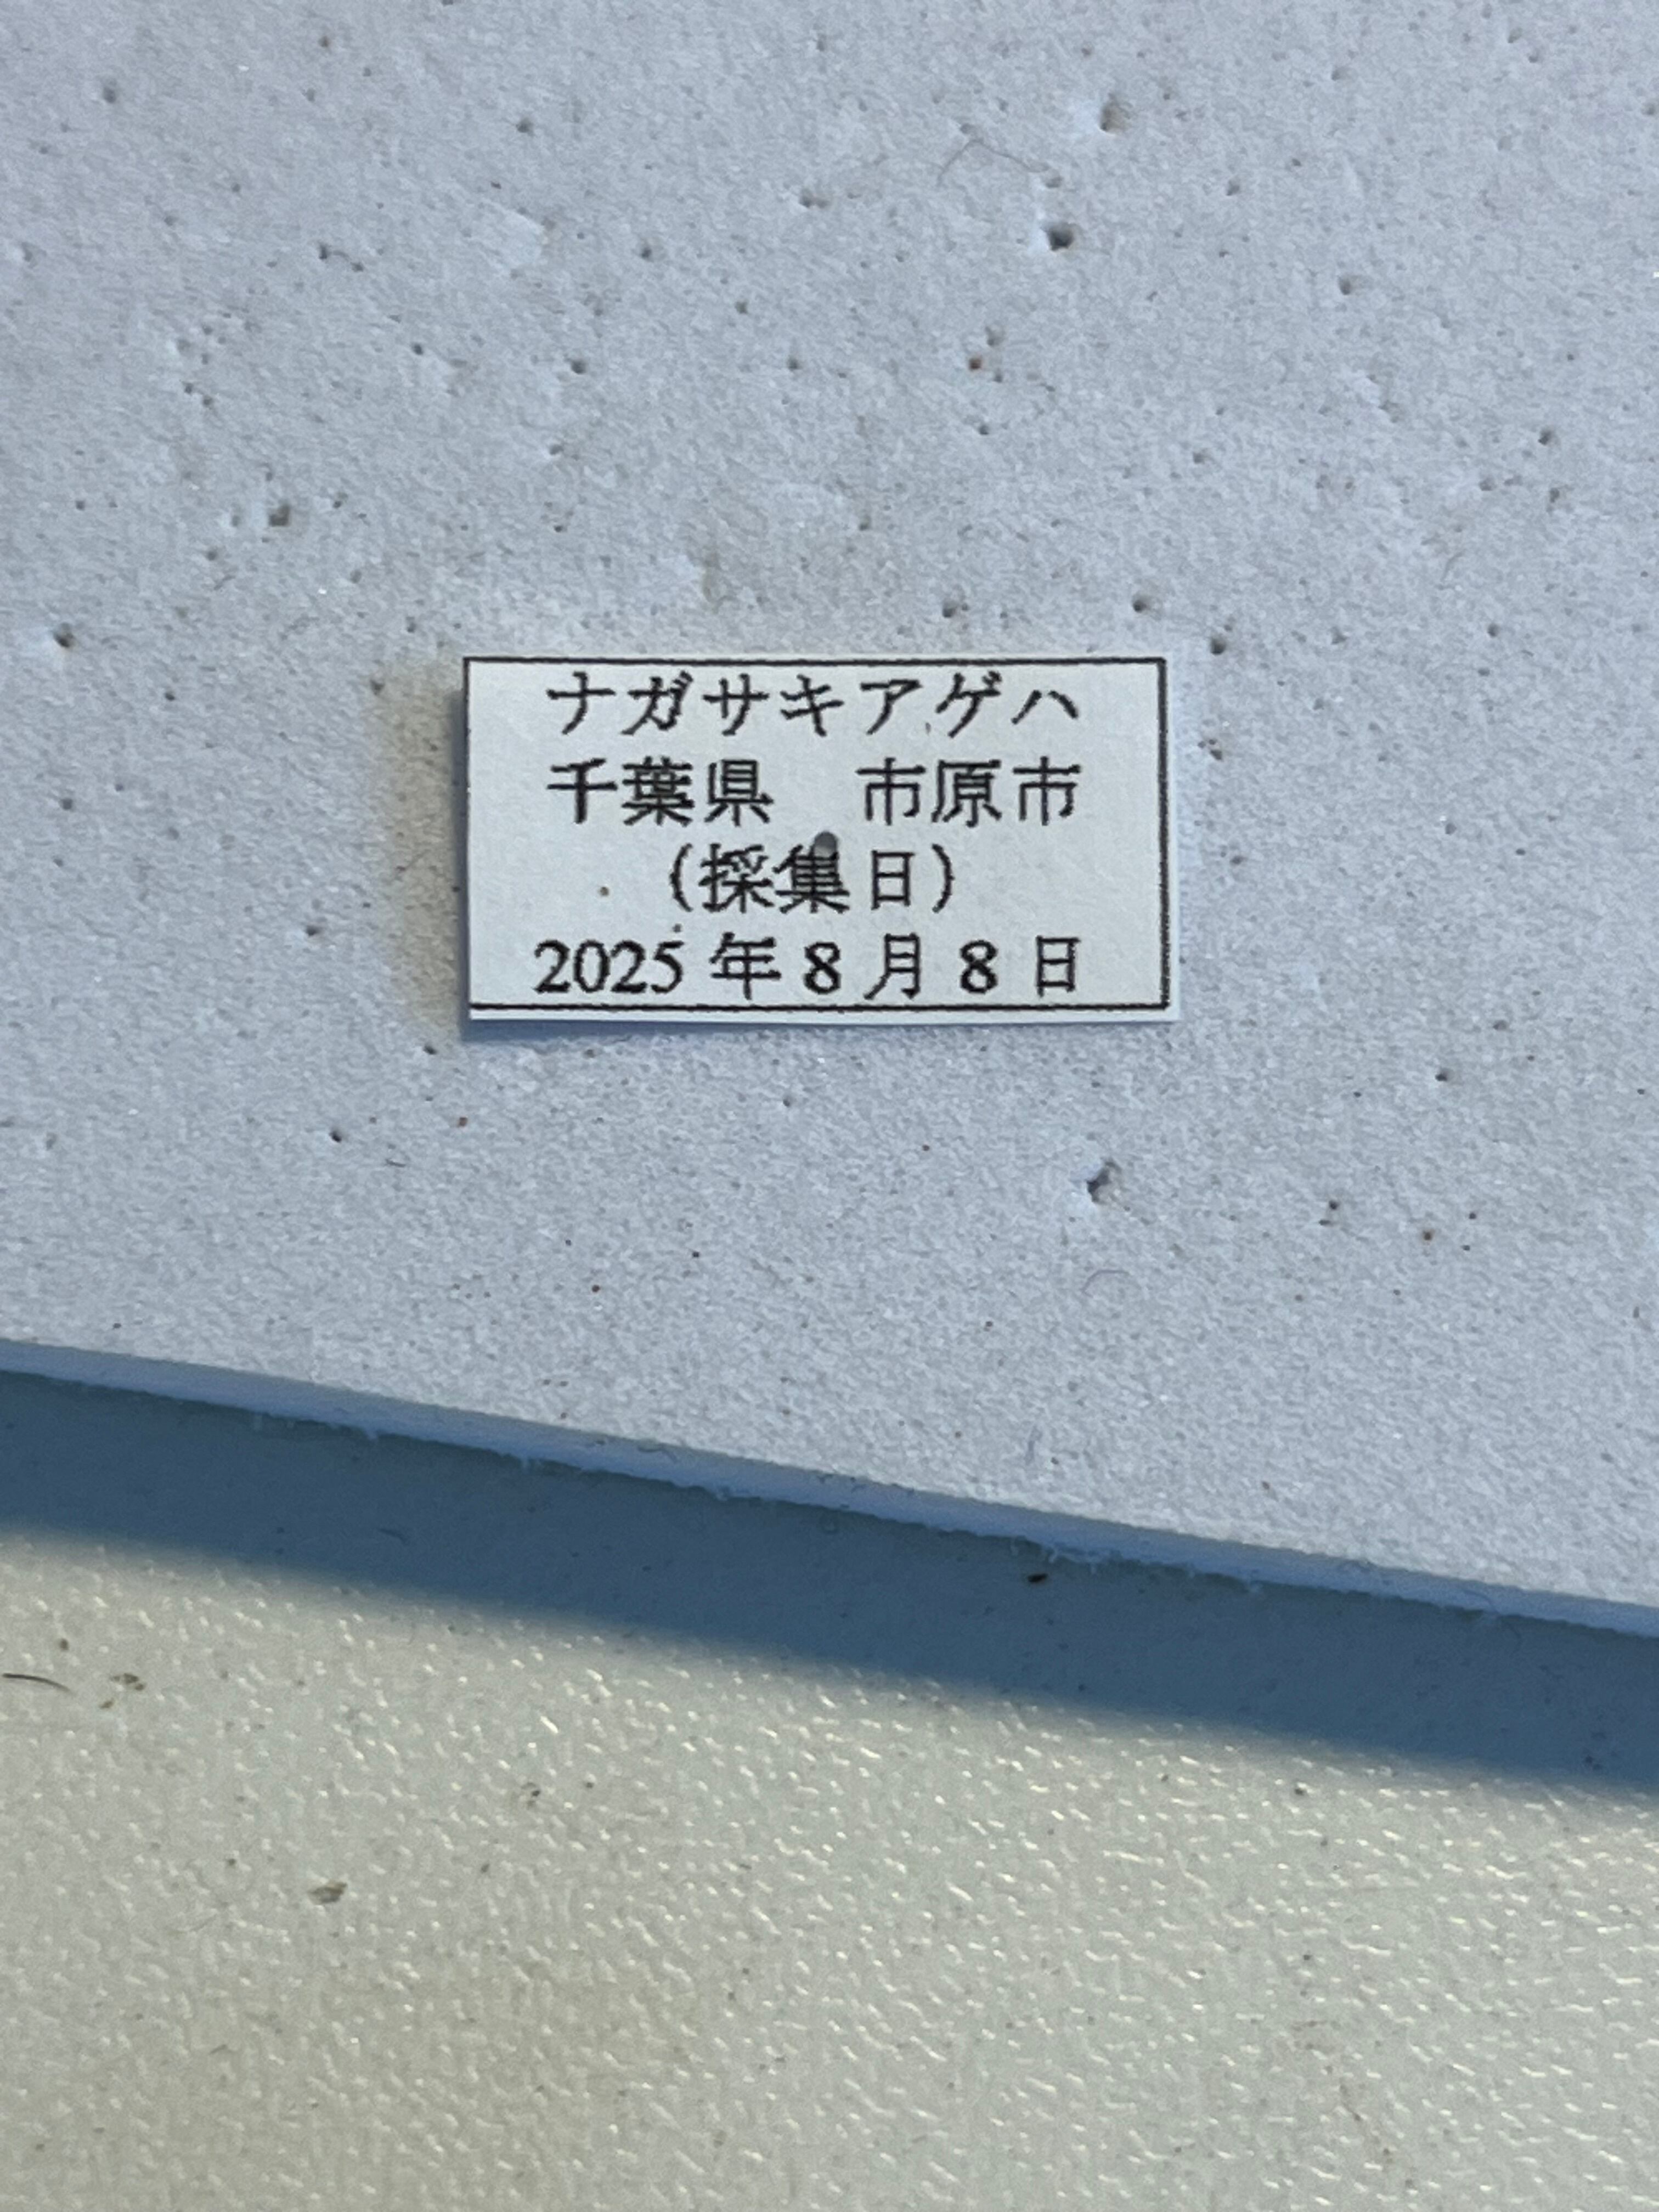 ナガサキアゲハ
千葉県　市原市
（採集日）
2025 年 8 月 8 日